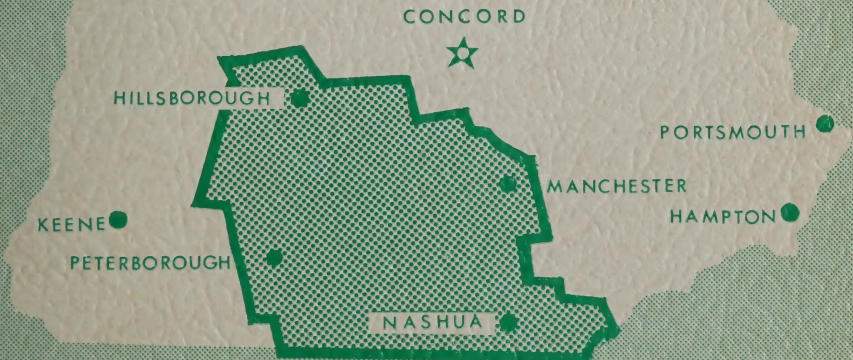 CONCORD
HILLSBOROUGH
PORTSMOUTH
MANCHESTER
HAMPTON
KEENE
PETERBOROUGH
NASHUA